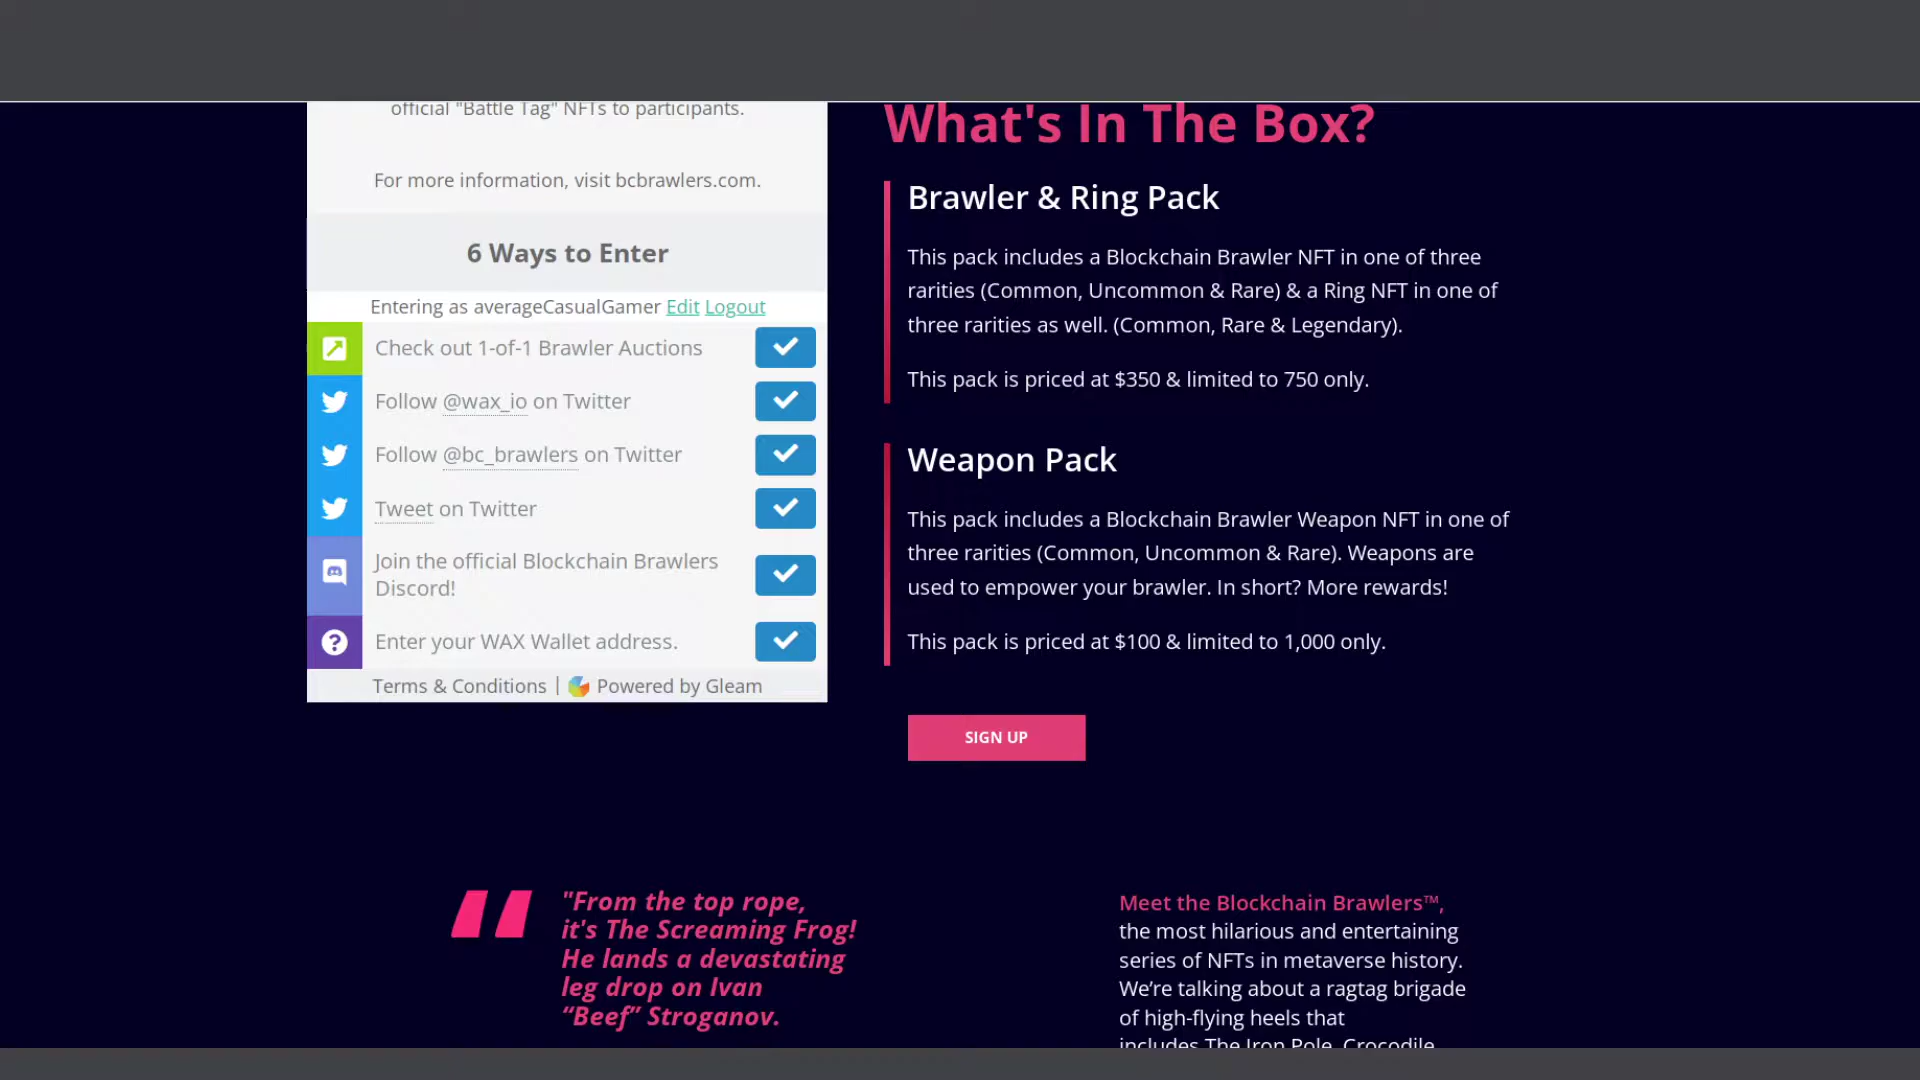 official "Battle Tag" NFTs to participants.
For more information, visit bcbrawlers.com.
6 Ways to Enter
Entering as averageCasualGamer Edit Logout
Check out 1-of-1 Brawler Auctions
Follow @wax_io on Twitter
Follow @bc_brawlers on Twitter
Tweet on Twitter
Join the official Blockchain Brawlers
Discord!
Enter your WAX Wallet address.
Terms & Conditions | Powered by Gleam
What's In The Box?
Brawler & Ring Pack
This pack includes a Blockchain Brawler NFT in one of three
rarities (Common, Uncommon & Rare) & a Ring NFT in one of
three rarities as well. (Common, Rare & Legendary).
This pack is priced at $350 & limited to 750 only.
Weapon Pack
This pack includes a Blockchain Brawler Weapon NFT in one of
three rarities (Common, Uncommon & Rare). Weapons are
used to empower your brawler. In short? More rewards!
This pack is priced at $100 & limited to 1,000 only.
SIGN UP
"From the top rope,
it's The Screaming Frog!
He lands a devastating
leg drop on Ivan
“Beef” Stroganov.
Meet the Blockchain Brawlers™,
the most hilarious and entertaining
series of NFTs in metaverse history.
We’re talking about a ragtag brigade
of high-flying heels that
includes The Iron Pole, Crocodile